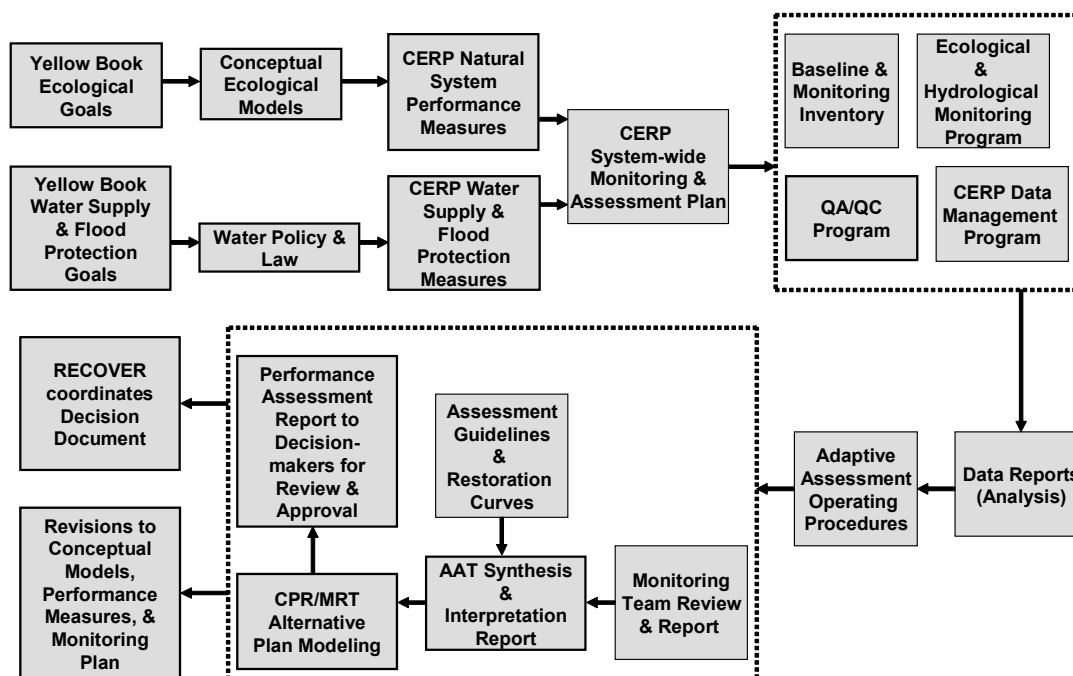 Yellow Book
Ecological
Goals
Conceptual
Ecological
Models
CERP Natural
System
Performance
Measures
CERP
System-wide
Monitoring &
Assessment Plan
Baseline &
Monitoring
Inventory
Ecological
&
Hydrological
Monitoring
Program
Yellow Book
Water Supply
& Flood
Protection
Goals
Water Policy &
Law
CERP Water
Supply &
Flood
Protection
Measures
QA/QC
Program
CERP Data
Management
Program
RECOVER
coordinates
Decision
Document
Performance
Assessment
Report to
Decision-
makers for
Review &
Approval
Assessment
Guidelines
&
Restoration
Curves
Adaptive
Assessment
Operating
Procedures
Data Reports
(Analysis)
Revisions to
Conceptual
Models,
Performance
Measures, &
Monitoring
Plan
CPR/MRT
Alternative
Plan Modeling
AAT Synthesis
&
Interpretation
Report
Monitoring
Team Review
& Report